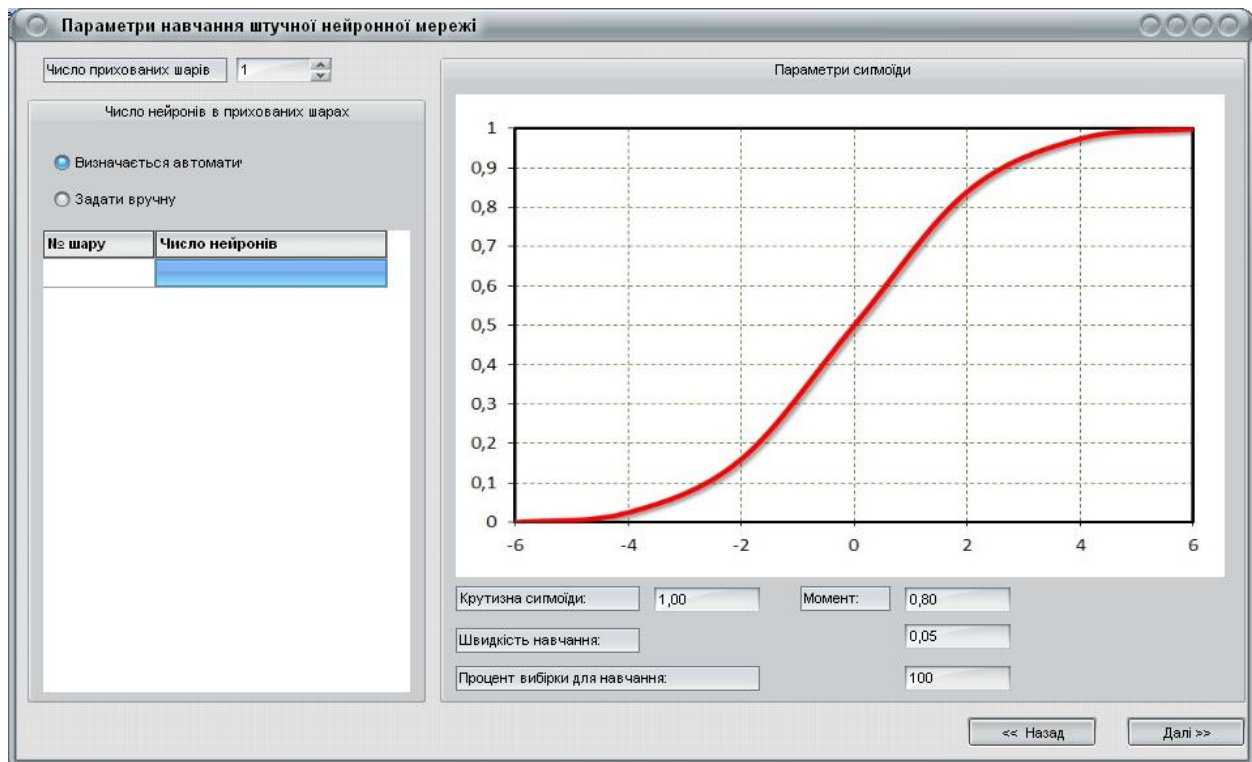 Параметри навчання штучної нейронної мережі
Число прихованих шарів 1
Число нейронів в прихованих шарах
Визначається автомати
Задати вручну
№ шару Число нейронів
Параметри сигмоїди
1
0,9
0,8
0,7
0,6
0,5
0,4
0,3
0,2
0,1
0
-6 -4 -2 0 2 4 6
Крутизна сигмоїди: 1,00 Момент: 0,80
Швидкість навчання: 0,05
Процент вибірки для навчання: 100
<< Назад Далі >>